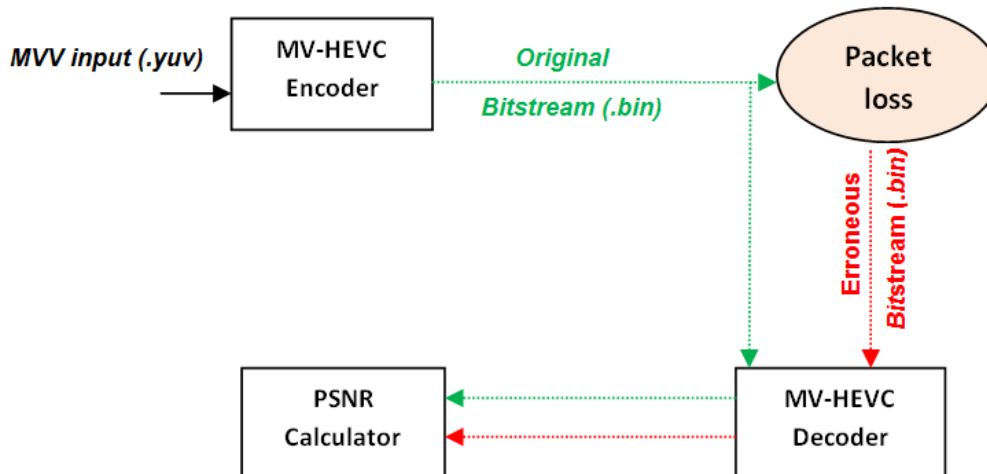 MVV input (.yuv)
MV-HEVC
Encoder
Original
Bitstream (.bin)
Packet
loss
Erroneous
Bitstream (.bin)
PSNR
Calculator
MV-HEVC
Decoder